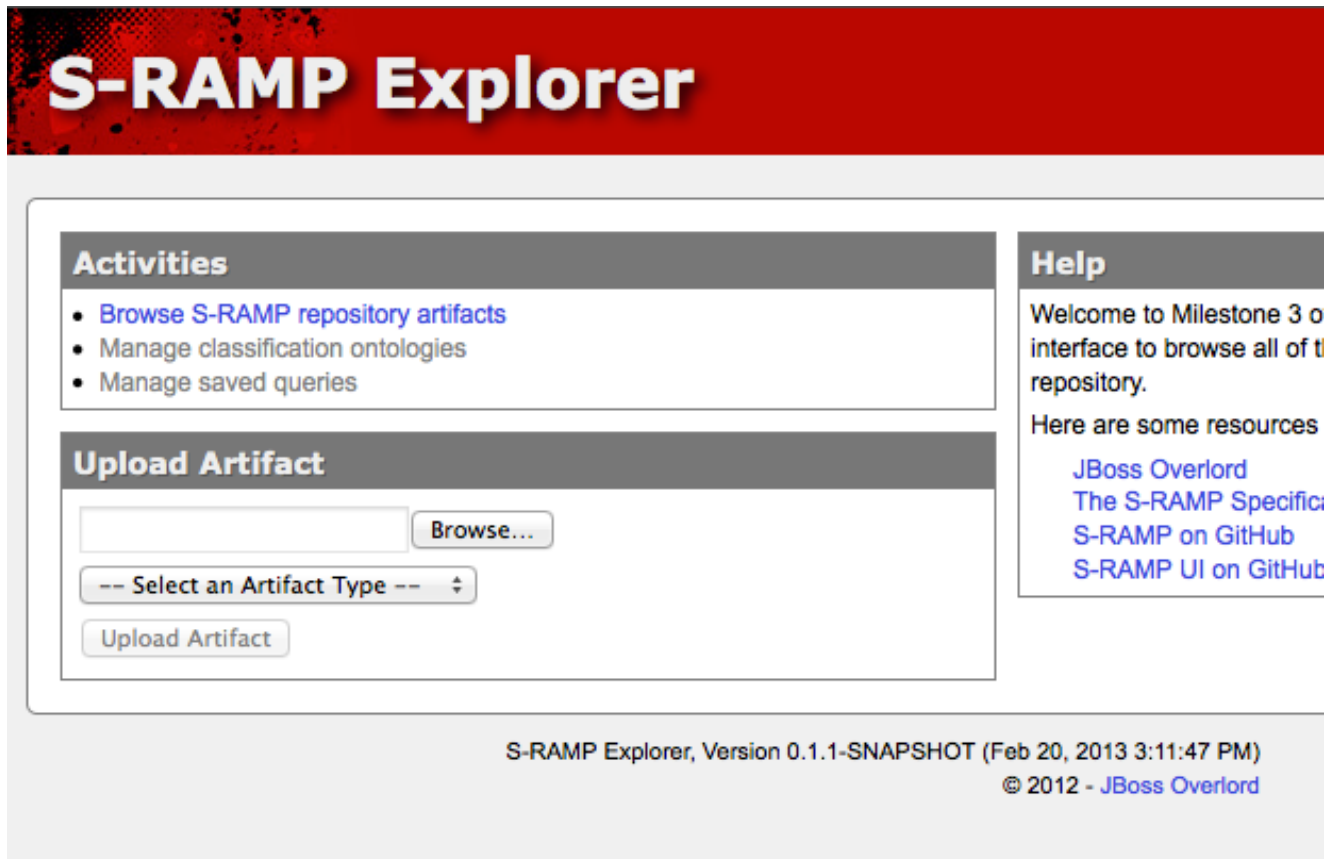 S-RAMP Explorer
Activities
Browse S-RAMP repository artifacts
Manage classification ontologies
Manage saved queries
Upload Artifact
Browse...
-- Select an Artifact Type --
Upload Artifact
Help
Welcome to Milestone 3
interface to browse all of
repository.
Here are some resources
JBoss Overlord
The S-RAMP
S-RAMP on GitHub
S-RAMP UI on GitHub
S-RAMP Explorer, Version 0.1.1-SNAPSHOT (Feb 20, 2013 3:11:47 PM)
© 2012 - JBoss Overlord